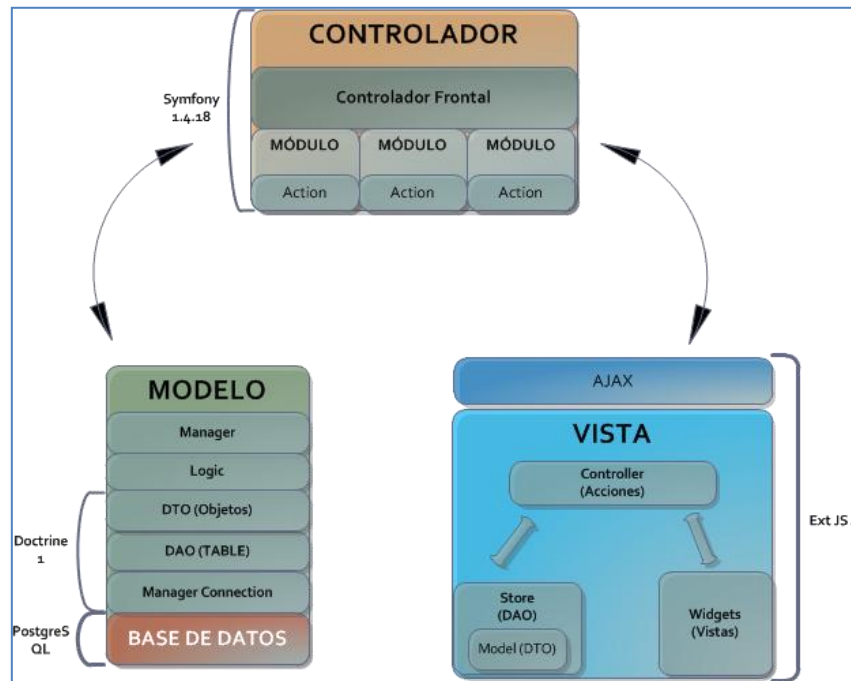 CONTROLADOR
Controlador Frontal
Symfony
1.4.18
MÓDULO MÓDULO MÓDULO
Action Action Action
MODELO
Manager
Logic
DTO (Objetos)
DAO (TABLE)
Manager Connection
BASE DE DATOS
Doctrine
1
PostgreS
QL
AJAX
VISTA
Controller
(Acciones)
Store
(DAO)
Model (DTO)
Widgets
(Vistas)
Ext JS